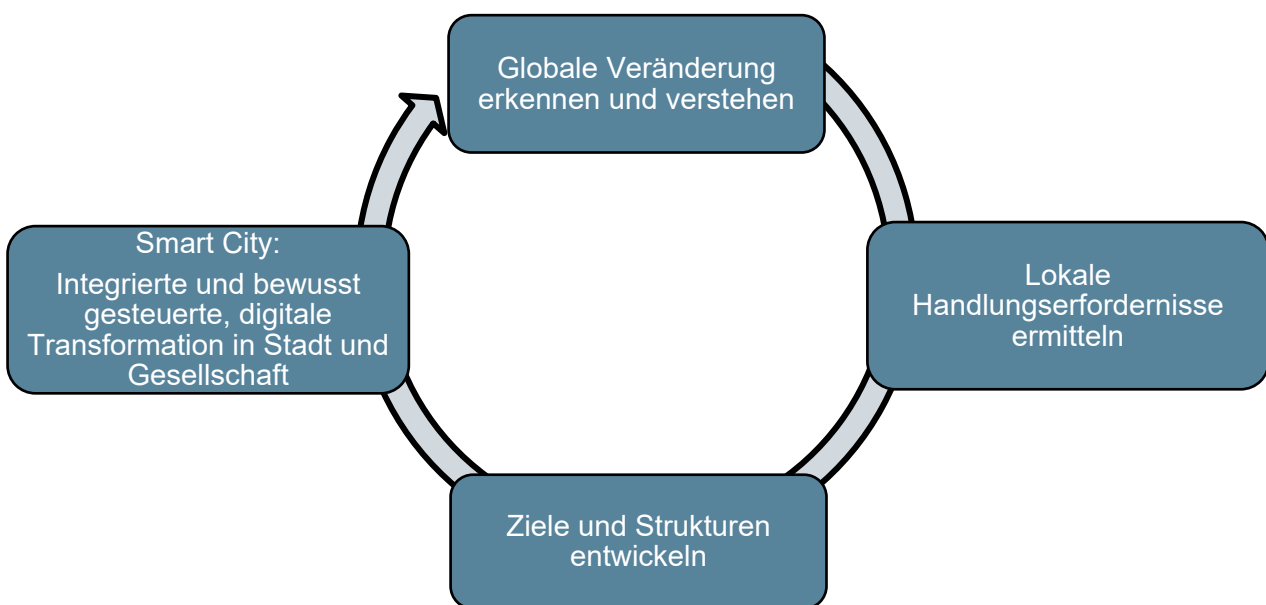 Globale Veränderung
erkennen und verstehen
Lokale
Handlungserfordernisse
ermitteln
Ziele und Strukturen
entwickeln
Smart City:
Integrierte und bewusst
gesteuerte, digitale
Transformation in Stadt und
Gesellschaft